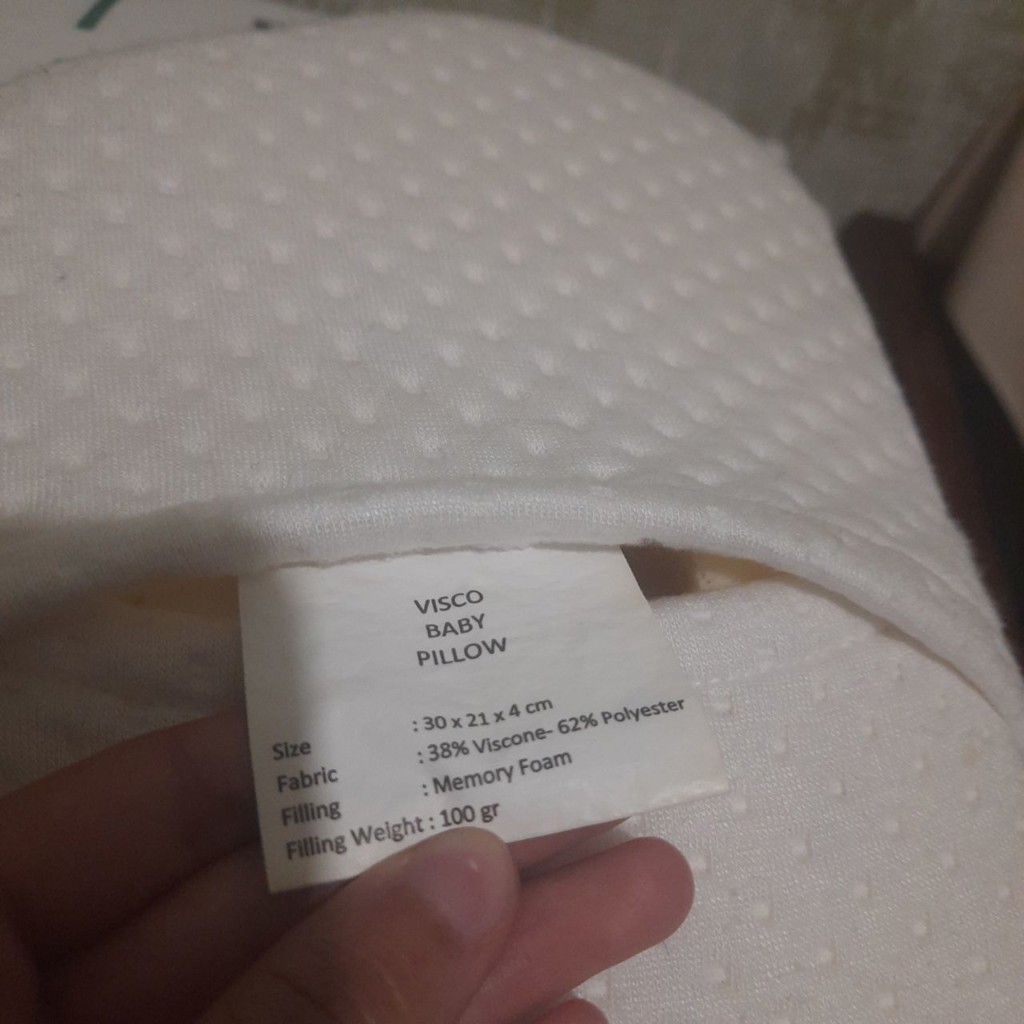 VISCO
BABY
PILLOW
Size : 30 x 21 x 4 cm
Fabric : 38% Viscone- 62% Polyester
Filling : Memory Foam
Filling Weight : 100 gr